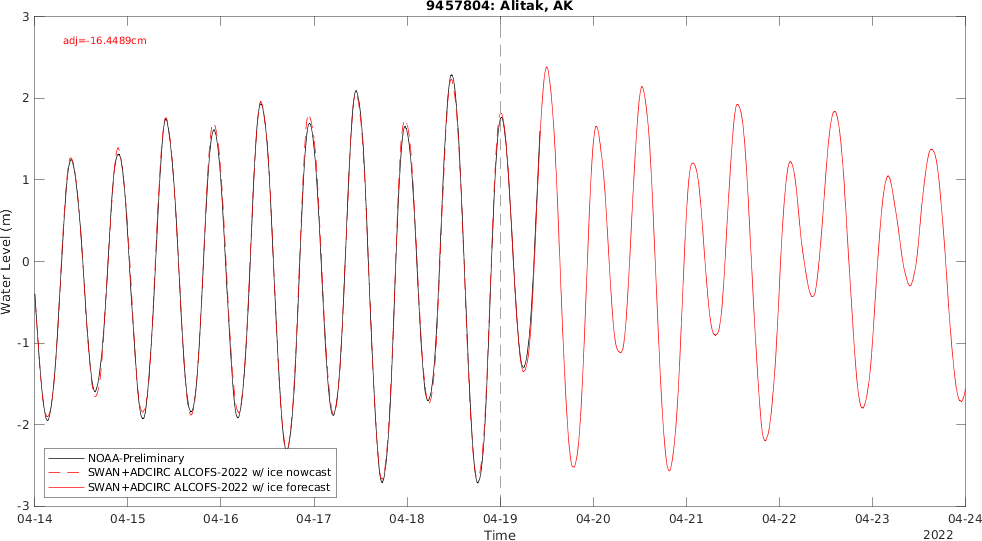 9457804: Alitak, AK
adj=-16.4489cm
Water Level (m)
3
2
1
0
-1
-2
-3
NOAA-Preliminary
SWAN+ADCIRC ALCOFS-2022 w/ ice nowcast
SWAN+ADCIRC ALCOFS-2022 w/ ice forecast
04-14 04-15 04-16 04-17 04-18 04-19 04-20 04-21 04-22 04-23 04-24
Time
2022